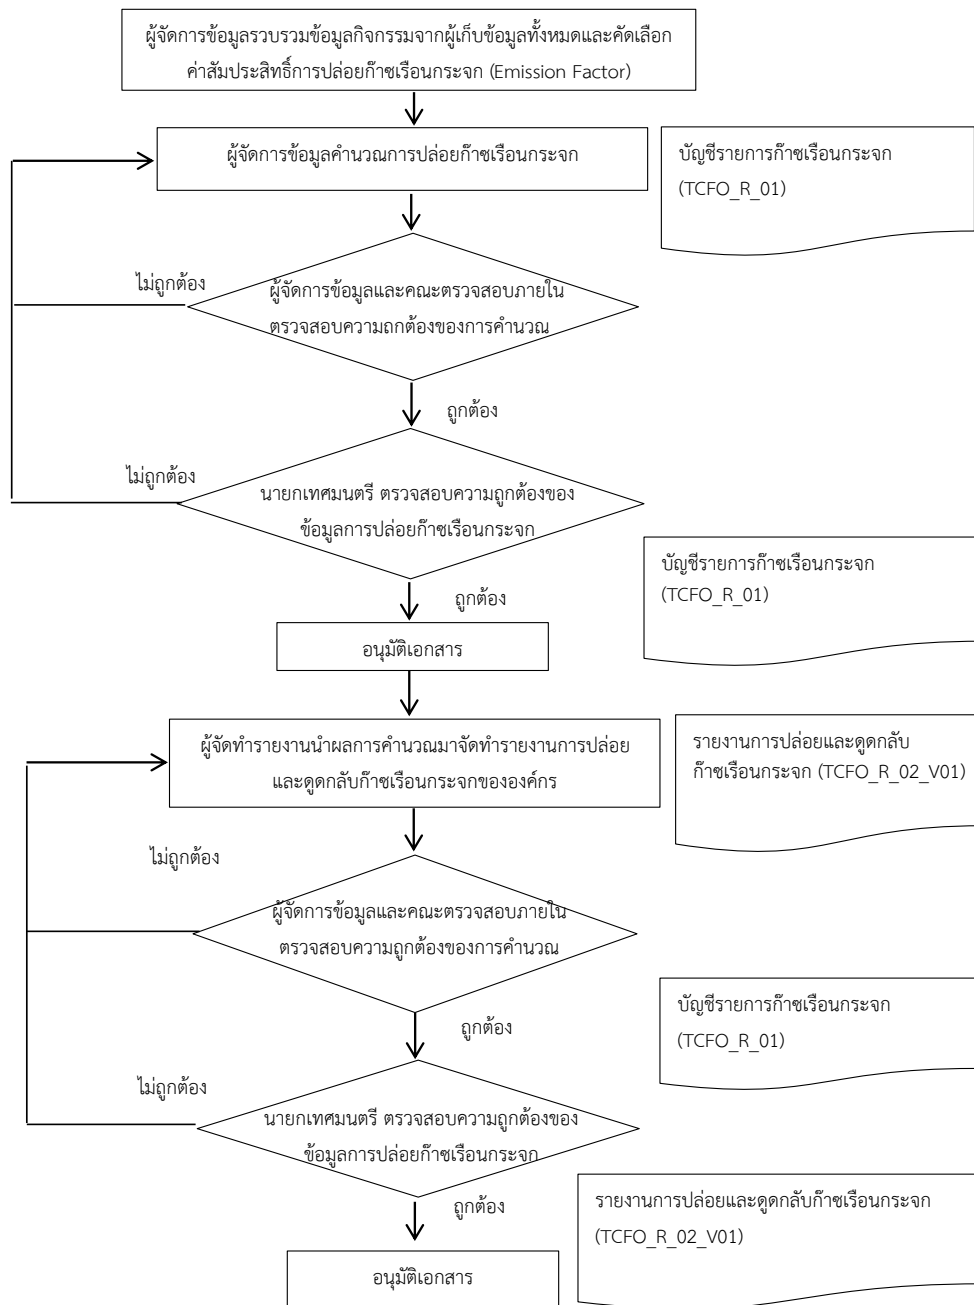 ผู้จัดการข้อมูลรวบรวมข้อมูลกิจกรรมจากผู้เก็บข้อมูลทั้งหมดและคัดเลือก
ค่าสัมประสิทธิ์การปล่อยก๊าซเรือนกระจก (Emission Factor)
ผู้จัดการข้อมูลคำนวณการปล่อยก๊าซเรือนกระจก
บัญชีรายการก๊าซเรือนกระจก
(TCFO_R_01)
ไม่ถูกต้อง
ผู้จัดการข้อมูลและคณะตรวจสอบภายใน
ตรวจสอบความถกต้องของการคำนวณ
ถูกต้อง
ไม่ถูกต้อง
นายกเทศมนตรี ตรวจสอบความถูกต้องของ
ข้อมูลการปล่อยก๊าซเรือนกระจก
บัญชีรายการก๊าซเรือนกระจก
(TCFO_R_01)
ถูกต้อง
อนุมัติเอกสาร
ผู้จัดทำรายงานนำผลการคำนวณมาจัดทำรายงานการปล่อย
และดูดกลับก๊าซเรือนกระจกขององค์กร
รายงานการปล่อยและดูดกลับ
ก๊าซเรือนกระจก (TCFO_R_02_V01)
ไม่ถูกต้อง
ผู้จัดการข้อมูลและคณะตรวจสอบภายใน
ตรวจสอบความถูกต้องของการคำนวณ
บัญชีรายการก๊าซเรือนกระจก
(TCFO_R_01)
ถูกต้อง
ไม่ถูกต้อง
นายกเทศมนตรี ตรวจสอบความถูกต้องของ
ข้อมูลการปล่อยก๊าซเรือนกระจก
ถูกต้อง
รายงานการปล่อยและดูดกลับก๊าซเรือนกระจก
(TCFO_R_02_V01)
อนุมัติเอกสาร